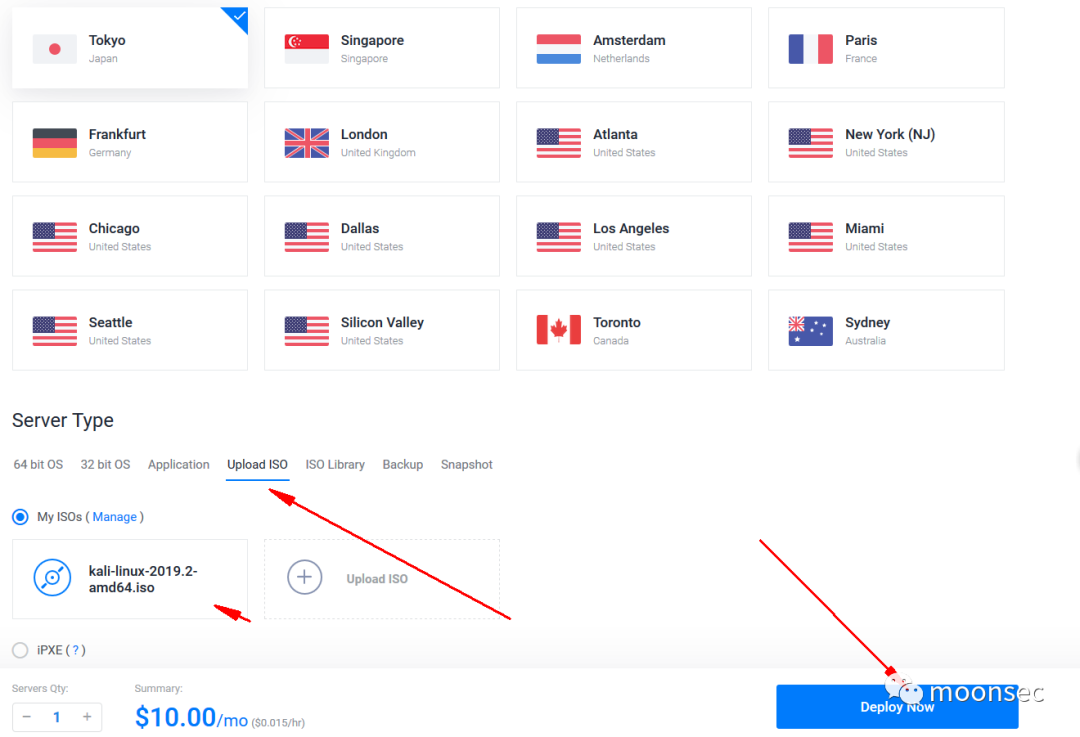 Tokyo
Japan
Singapore
Singapore
Amsterdam
Netherlands
Paris
France
Frankfurt
Germany
London
United Kingdom
Atlanta
United States
New York (NJ)
United States
Chicago
United States
Dallas
United States
Los Angeles
United States
Miami
United States
Seattle
United States
Silicon Valley
United States
Toronto
Canada
Sydney
Australia
Server Type
64 bit OS 32 bit OS Application Upload ISO ISO Library Backup Snapshot
My ISOs ( Manage )
kali-linux-2019.2-
amd64.iso
Upload ISO
iPXE ( ? )
Servers Qty:
− 1 +
Summary:
$10.00/mo ($0.015/hr)
Deploy Now
moonsec